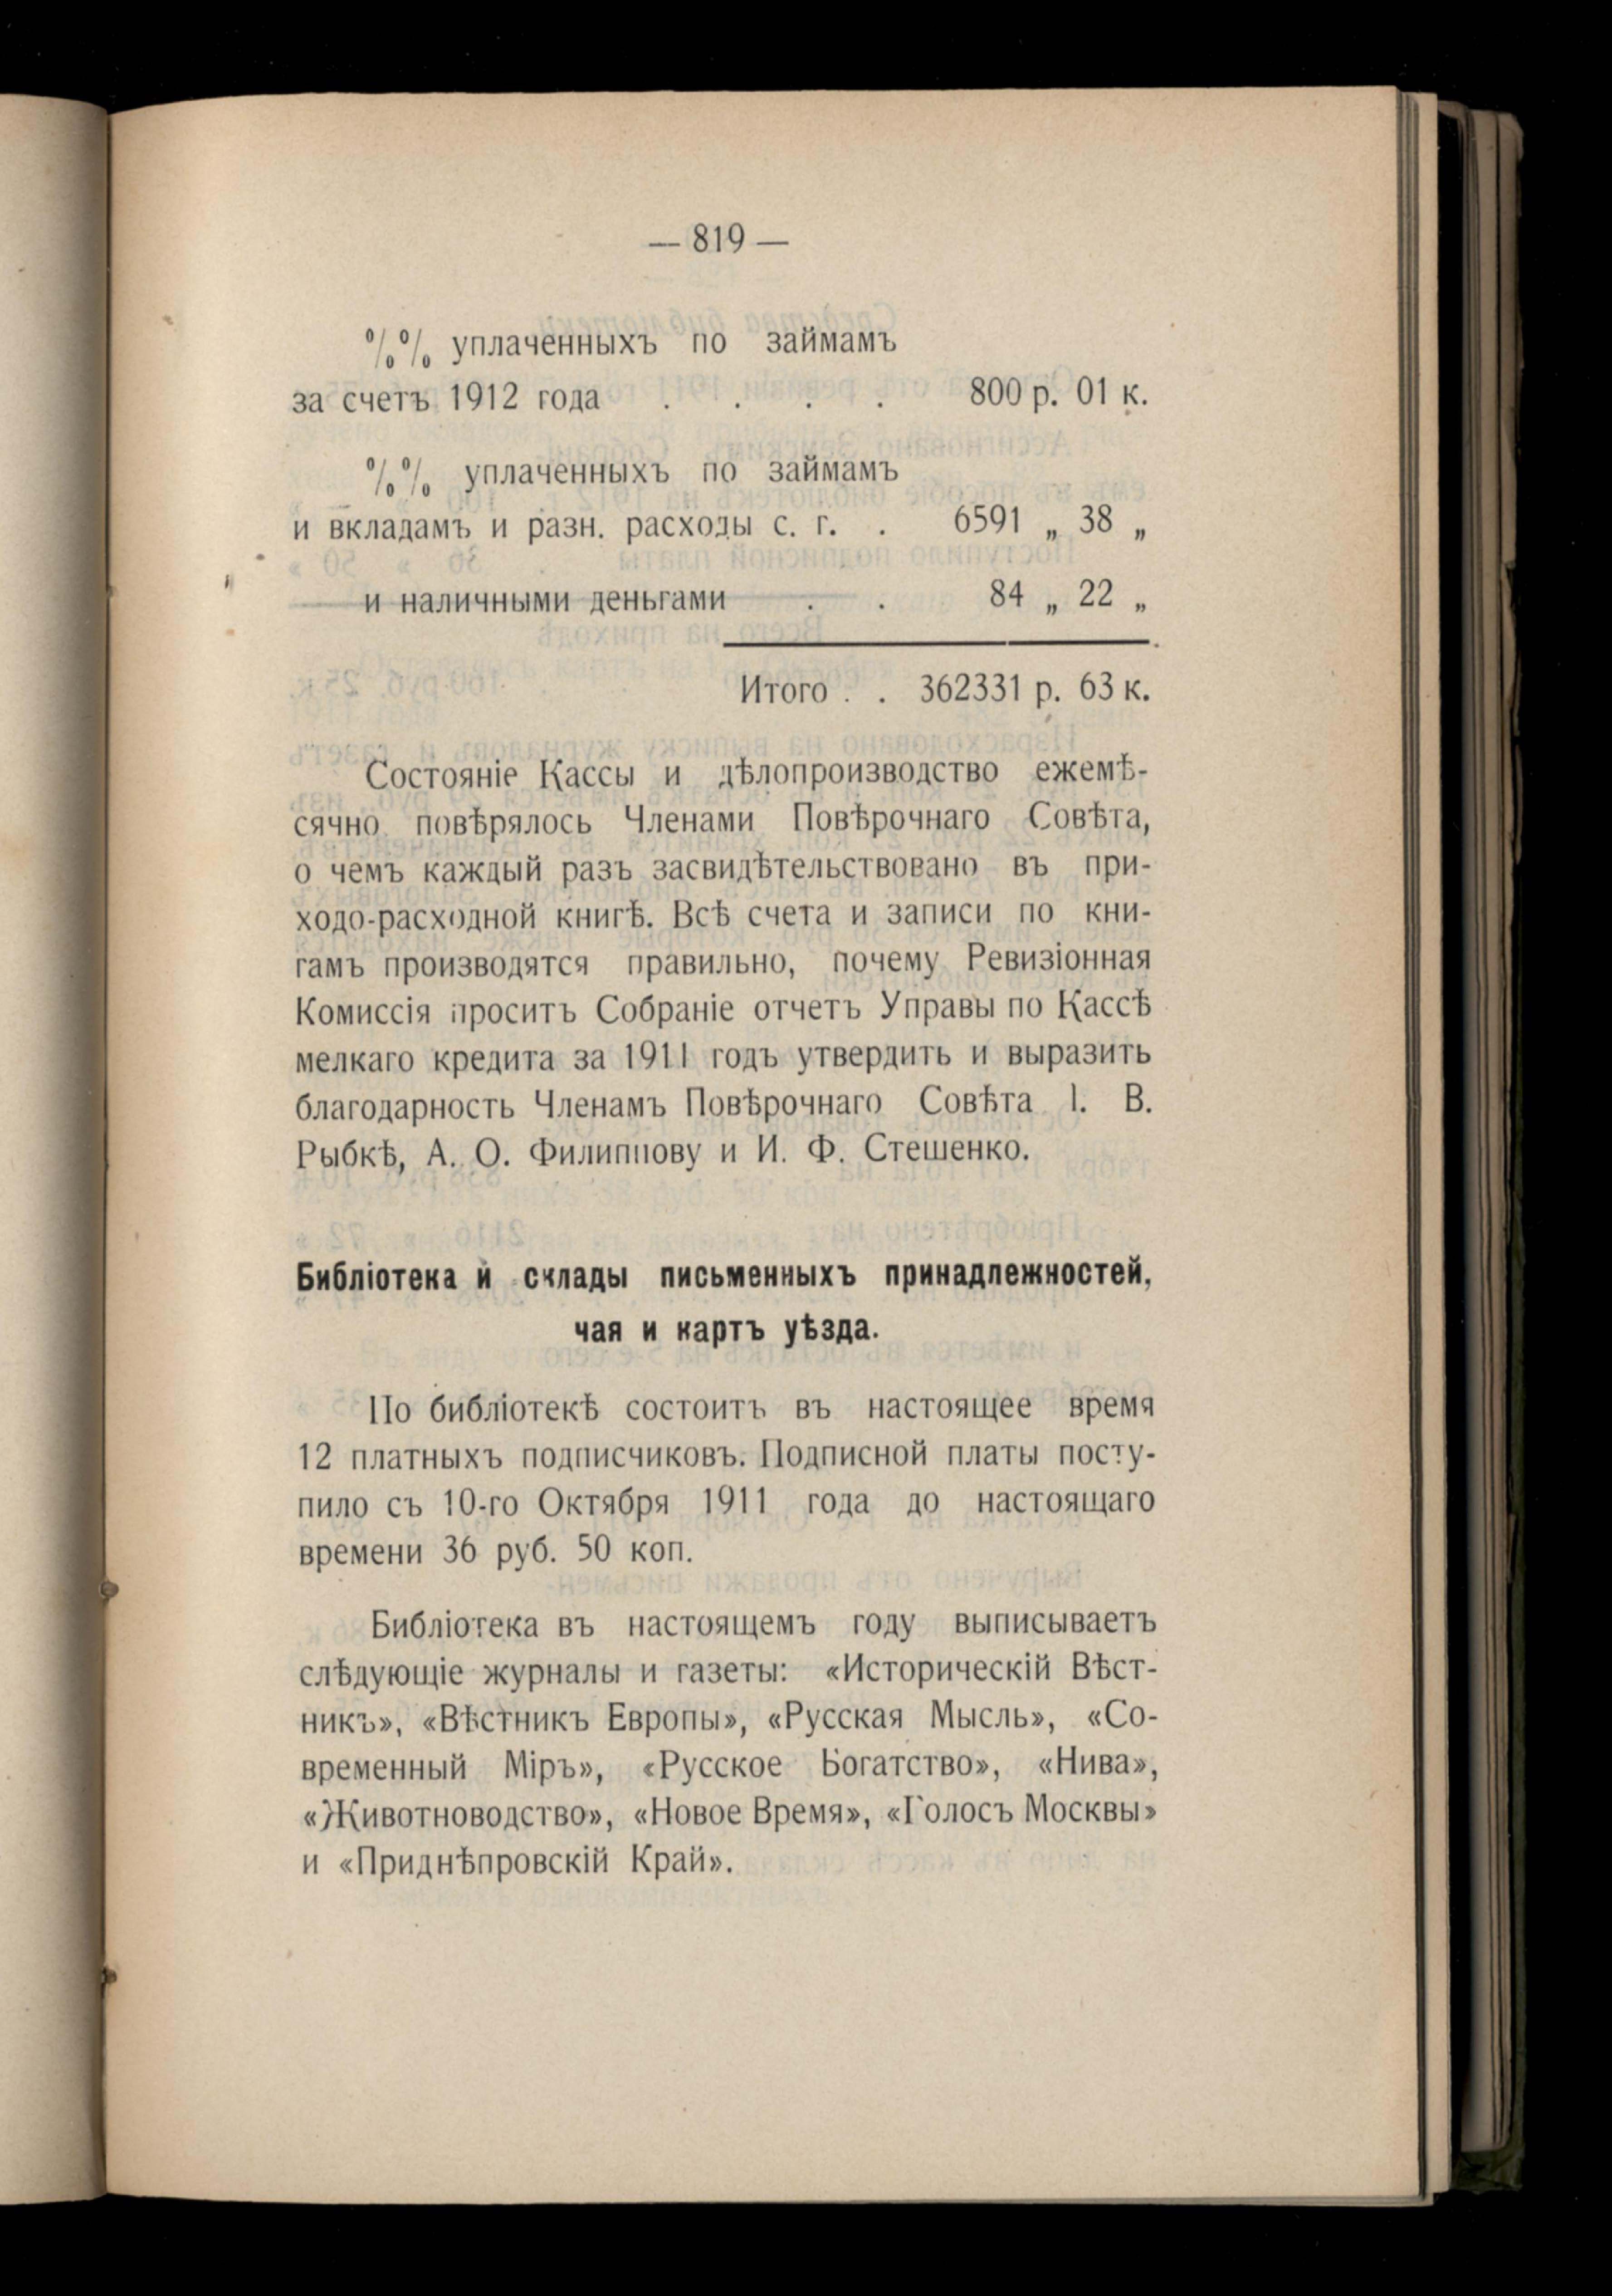 — 819 —
%% уплаченныхъ по займамъ
за счетъ 1912 года . . . . 800 р. 01 к.
%% уплаченныхъ по займамъ
и вкладамъ и разн. расходы с. г. . 6591 „ 38 „
и наличными деньгами . . 84 „ 22 „
Итого . . 362331 р. 63 к.
Состояніе Кассы и дѣлопроизводство ежемѣ-
сячно повѣрялось Членами Повѣрочнаго Совѣта,
о чемъ каждый разъ засвидѣтельствовано въ при-
ходо-расходной книгѣ. Всѣ счета и записи по кни-
гамъ производятся правильно, почему Ревизіонная
Комиссія проситъ Собраніе отчетъ Управы по Кассѣ
мелкаго кредита за 1911 годъ утвердить и выразить
благодарность Членамъ Повѣрочнаго Совѣта І. В.
Рыбкѣ, А. О. Филиппову и И. Ф. Стешенко.
Библіотека и склады письменныхъ принадлежностей,
чая и картъ уѣзда.
По библіотекѣ состоитъ въ настоящее время
12 платныхъ подписчиковъ. Подписной платы посту-
пило съ 10-го Октября 1911 года до настоящаго
времени 36 руб. 50 коп.
Библіотека въ настоящемъ году выписываетъ
слѣдующіе журналы и газеты: «Историческій Вѣст-
никъ», «Вѣстникъ Европы», «Русская Мысль», «Со-
временный Міръ», «Русское Богатство», «Нива»,
«Животноводство», «Новое Время», «Голосъ Москвы»
и «Приднѣпровскій Край».